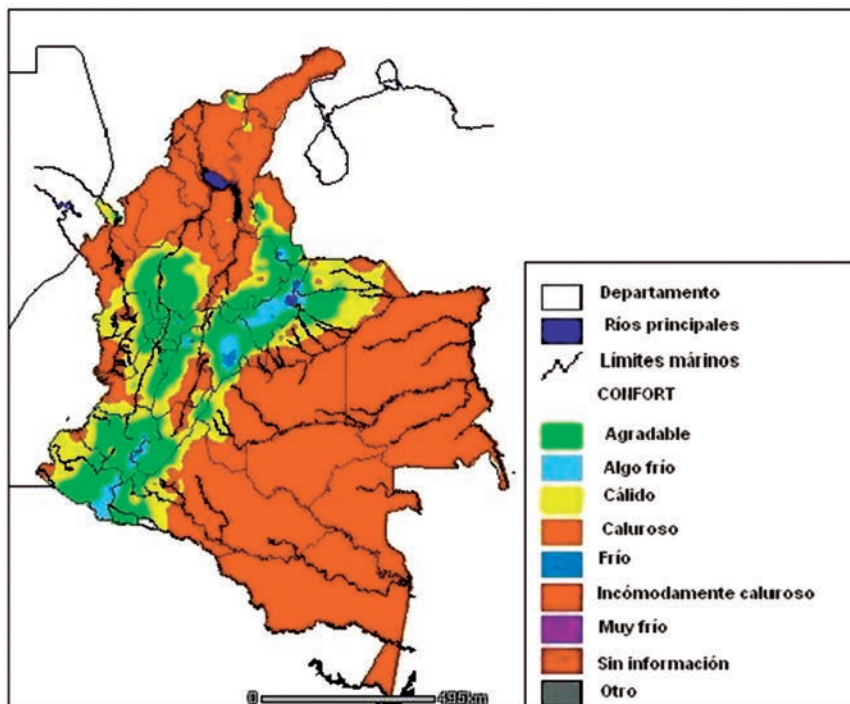 Departamento
Ríos principales
Límites márinos
CONFORT
Agradable
Algo frío
Cálido
Caluroso
Frío
Incómodamente caluroso
Muy frío
Sin información
Otro
0 495km